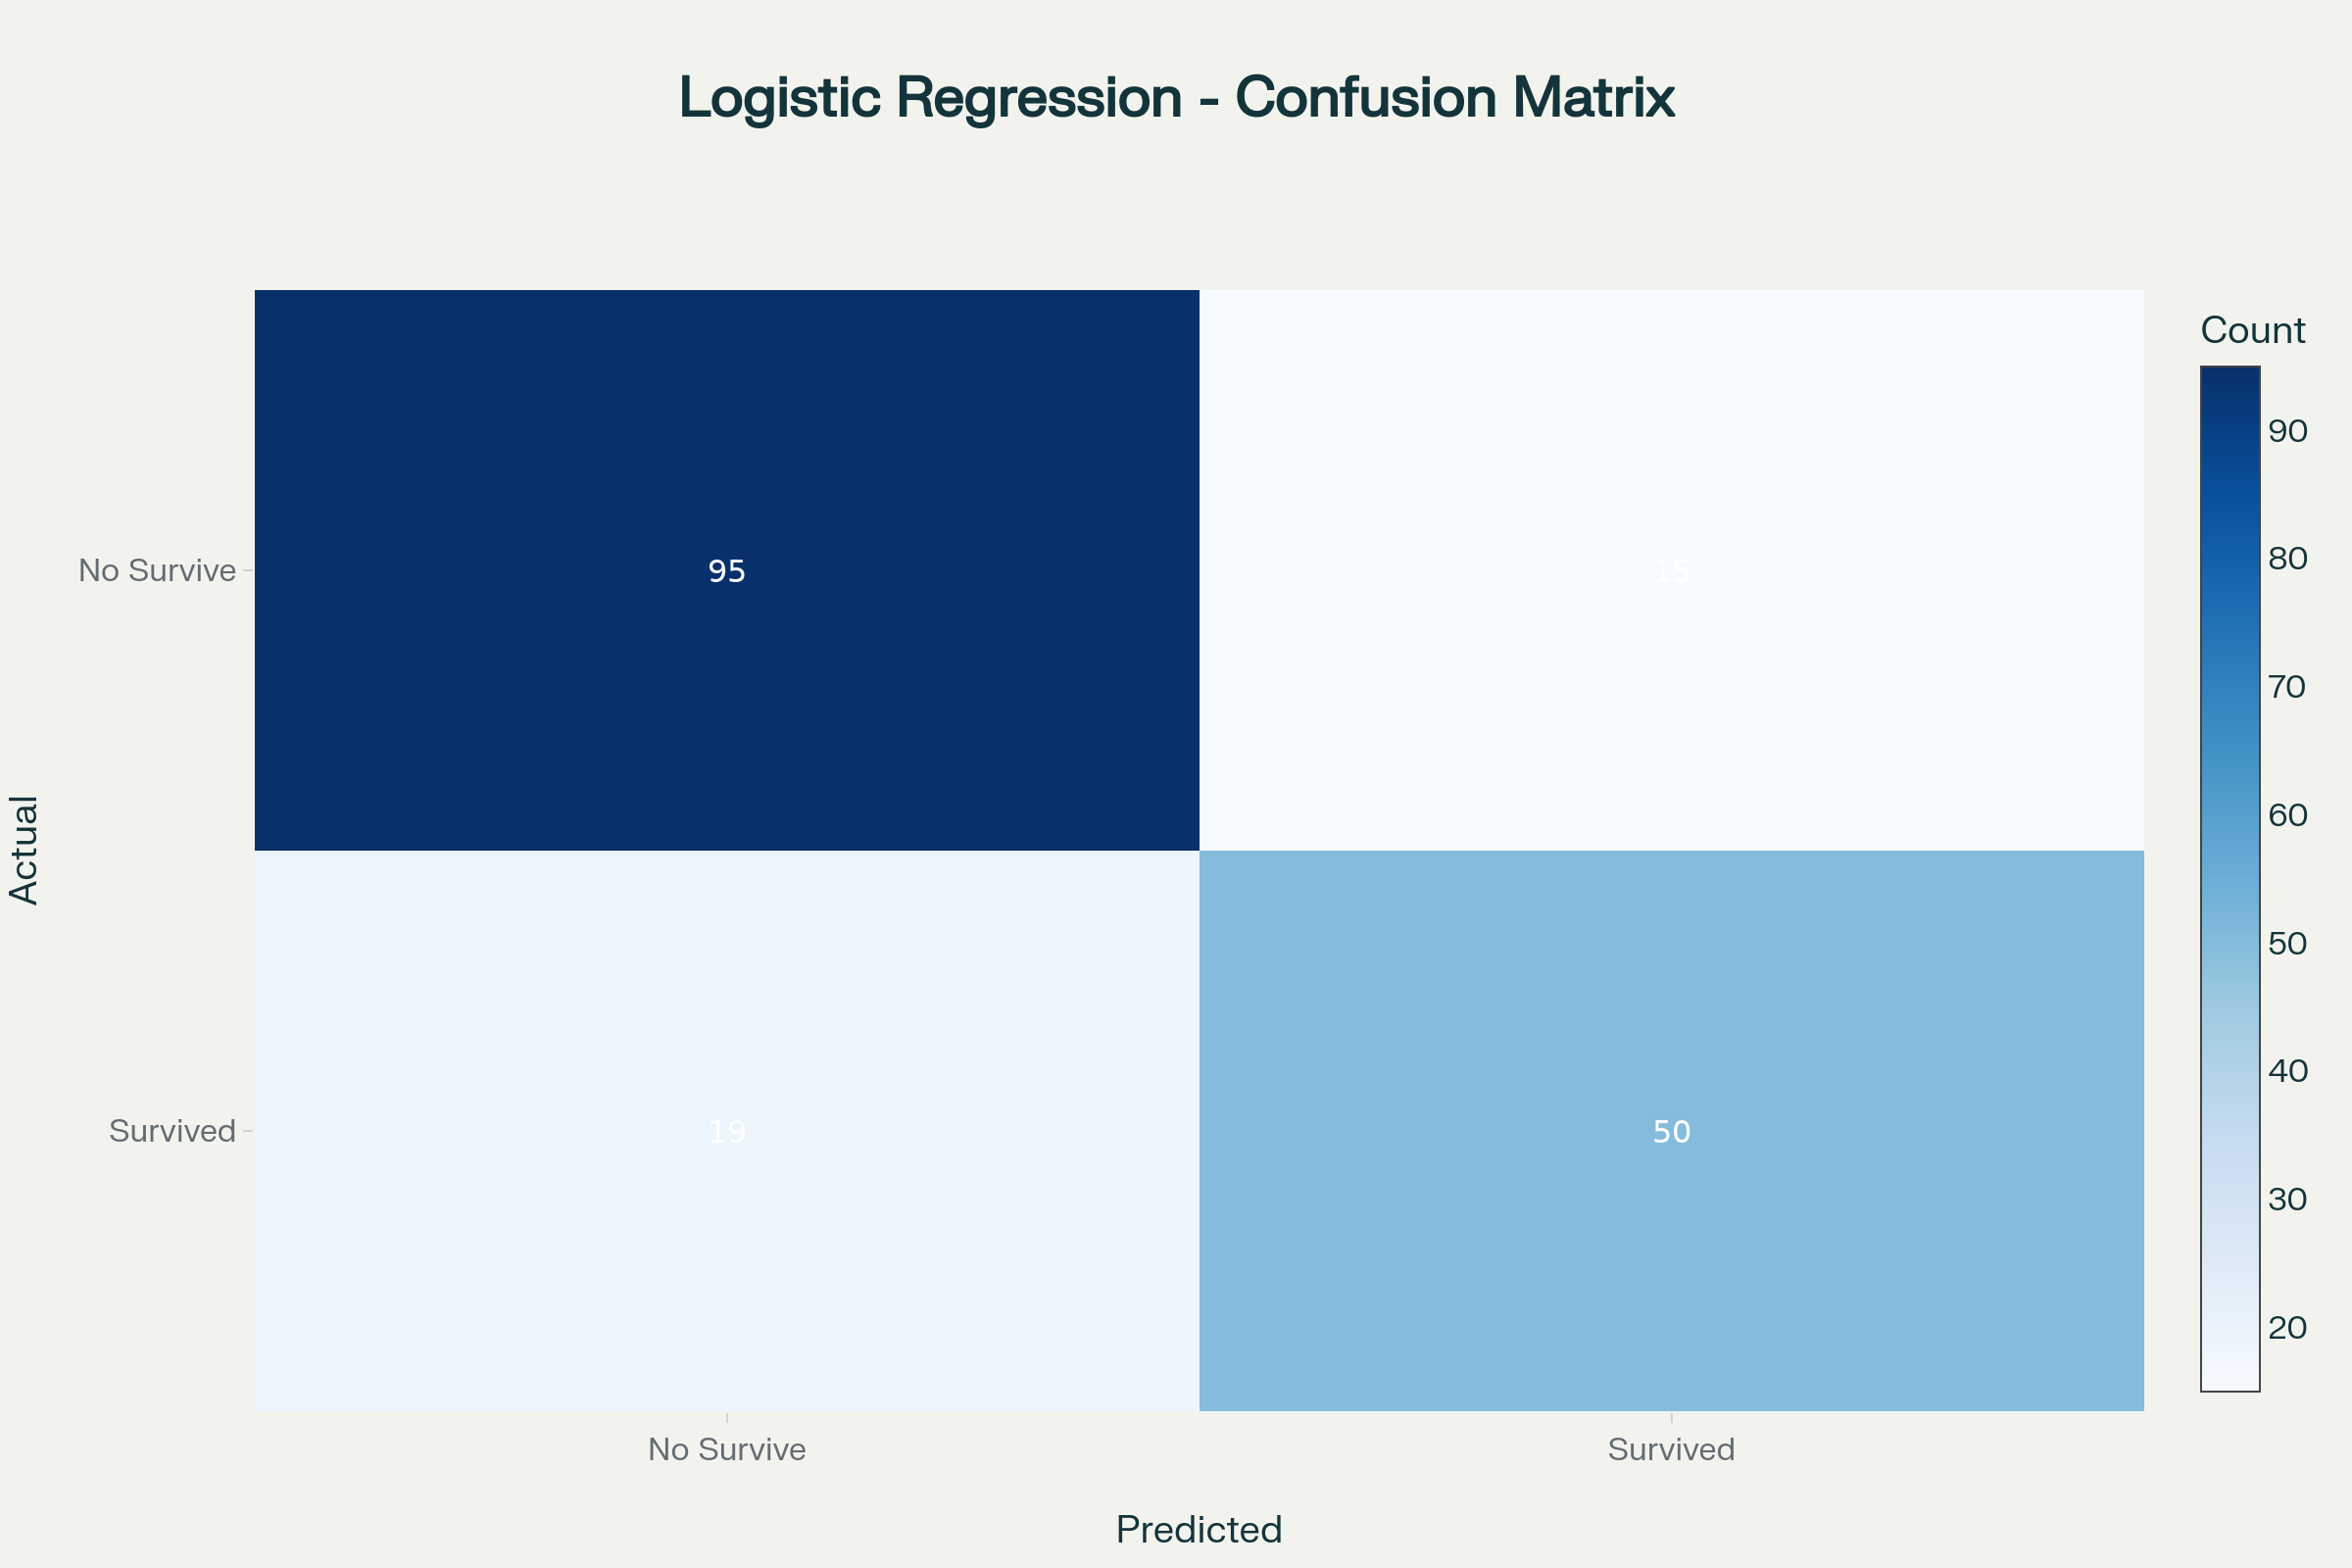 Logistic Regression - Confusion Matrix
Count
90
80
70
60
50
40
30
20
Actual
No Survive
95
15
Survived
19
50
No Survive
Survived
Predicted